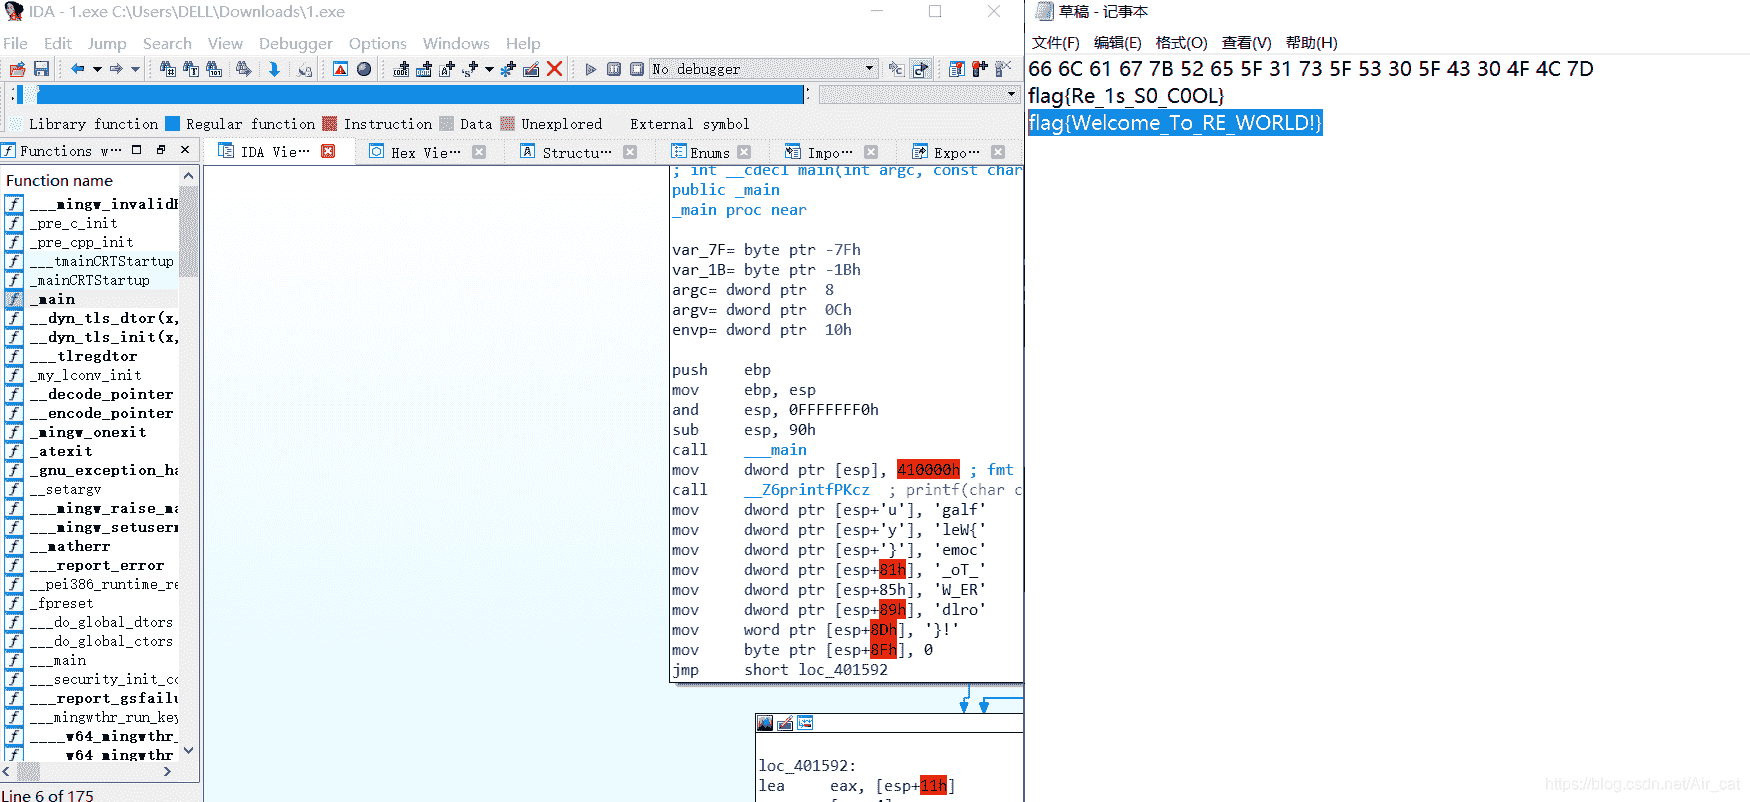 IDA - 1.exe C:\Users\DELL\Downloads\1.exe
File Edit Jump Search View Debugger Options Windows Help
No debugger
Library function Regular function Instruction Data Unexplored External symbol
Functions w…
IDA Vie… Hex Vie… Structu… Enums Impo… Expo…
Function name
___mingw_invalid
_pre_c_init
_pre_cpp_init
___tmainCRTStartup
_mainCRTStartup
_main
__dyn_tls_dtor(x,
__dyn_tls_init(x,
___tlregdtor
_my_lconv_init
__decode_pointer
__encode_pointer
_mingw_onexit
_atexit
_gnu_exception_ha
__setargv
___mingw_raise_ma
___mingw_setuserm
__matherr
___report_error
__pei386_runtime_re
_fpreset
___do_global_dtors
___do_global_ctors
___main
___security_init_co
___report_gsfailu
___mingwthr_run_key
____w64_mingwthr_
____w64_mingwthr
Line 6 of 175
; int __cdecl main(int argc, const char
public _main
_main proc near
var_7F= byte ptr -7Fh
var_1B= byte ptr -1Bh
argc= dword ptr  8
argv= dword ptr  0Ch
envp= dword ptr  10h
push    ebp
mov     ebp, esp
and     esp, 0FFFFFFF0h
sub     esp, 90h
call    ___main
mov     dword ptr [esp], 410000h ; fmt
call    __Z6printfPKcz  ; printf(char c
mov     dword ptr [esp+'u'], 'galf'
mov     dword ptr [esp+'y'], 'leW{'
mov     dword ptr [esp+'}'], 'emoc'
mov     dword ptr [esp+81h], '_oT_'
mov     dword ptr [esp+85h], 'W_ER'
mov     dword ptr [esp+89h], 'dlro'
mov     word ptr [esp+8Dh], '}!'
mov     byte ptr [esp+8Fh], 0
jmp     short loc_401592
loc_401592:
lea     eax, [esp+11h]
草稿 - 记事本
文件(F) 编辑(E) 格式(O) 查看(V) 帮助(H)
66 6C 61 67 7B 52 65 5F 31 73 5F 53 30 5F 43 30 4F 4C 7D
flag{Re_1s_S0_C0OL}
flag{Welcome_To_RE_WORLD!}
https://blog.csdn.net/Air_cat